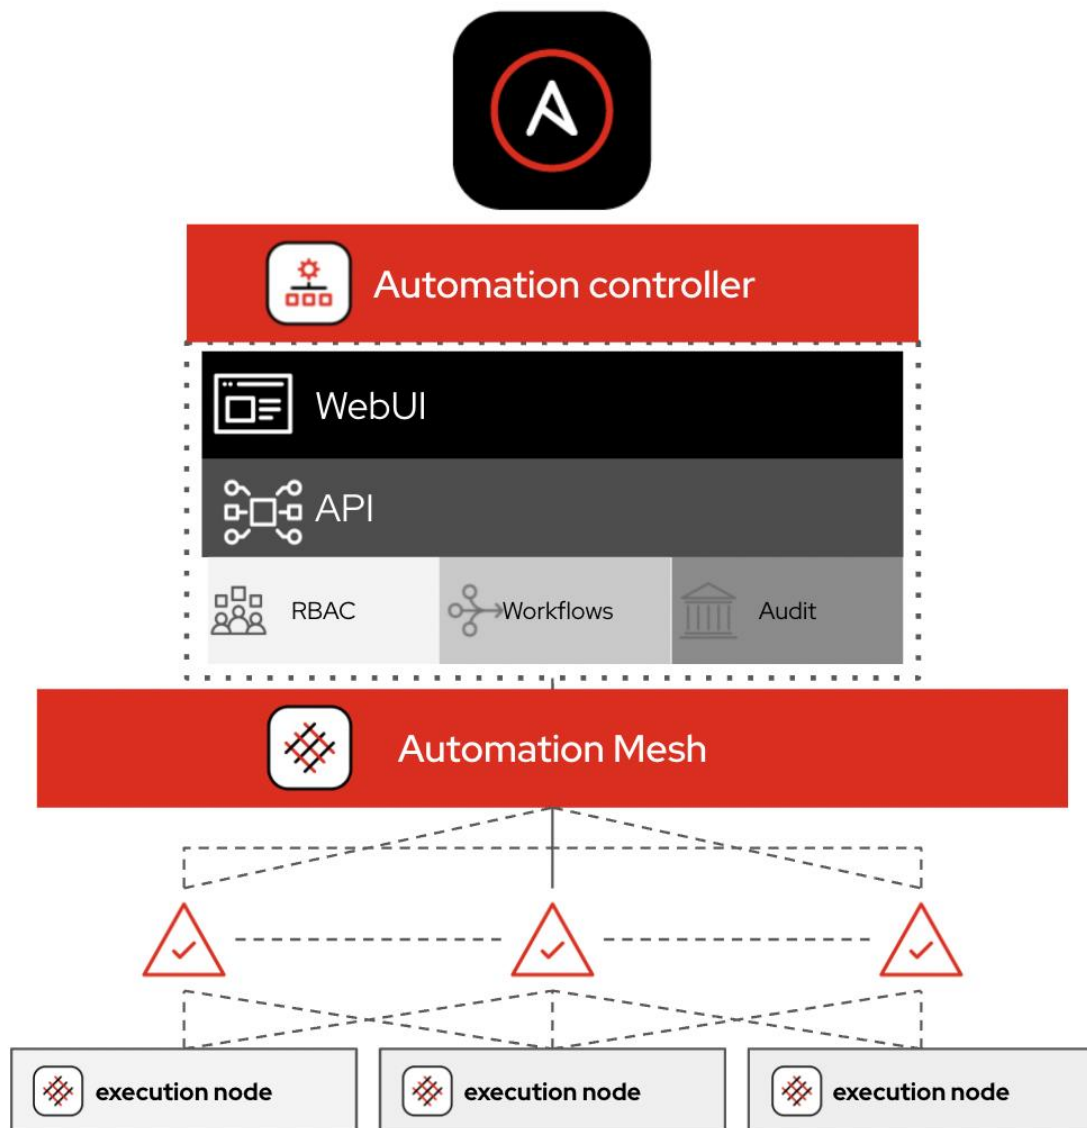 Automation controller
WebUI
API
RBAC
Workflows
Audit
Automation Mesh
execution node
execution node
execution node